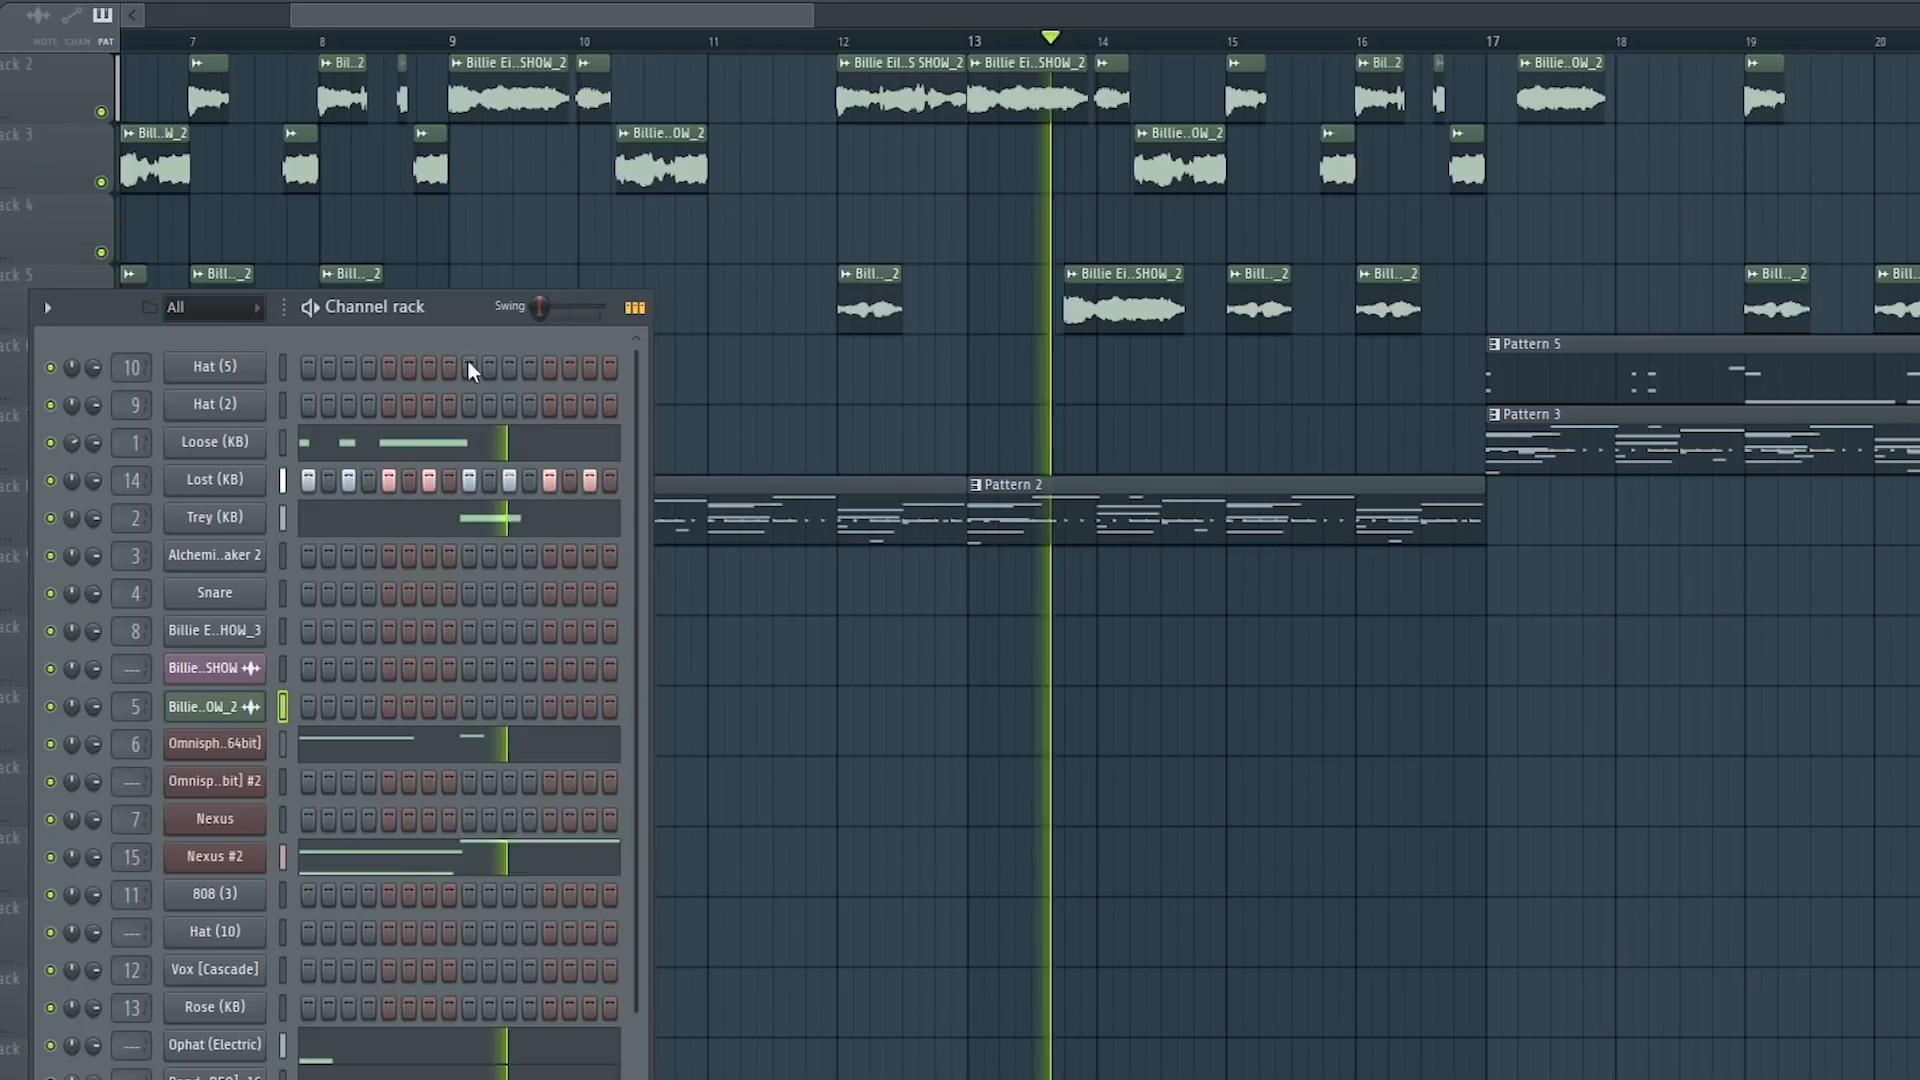 NOTE CHAN PAT
7 8 9 10 11 12 13 14 15 16 17 18 19 20
ack 2
Bil..2
Billie Ei..SHOW_2
Billie Eil..S SHOW_2
Billie Ei..SHOW_2
Bil..2
Billie..OW_2
ack 3
Bill..W_2
Billie..OW_2
Billie..OW_2
ack 4
ack 5
Bill.._2
Bill.._2
Bill.._2
Billie Ei..SHOW_2
Bill.._2
Bill.._2
Bill.._2
Bill..
All
Channel rack
Swing
Pattern 5
Pattern 3
Pattern 2
10 Hat (5)
9 Hat (2)
1 Loose (KB)
14 Lost (KB)
2 Trey (KB)
3 Alchemi..aker 2
4 Snare
8 Billie E..HOW_3
--- Billie..SHOW
5 Billie..OW_2
6 Omnisph..64bit]
--- Omnisp..bit] #2
7 Nexus
15 Nexus #2
11 808 (3)
--- Hat (10)
12 Vox [Cascade]
13 Rose (KB)
--- Ophat (Electric)